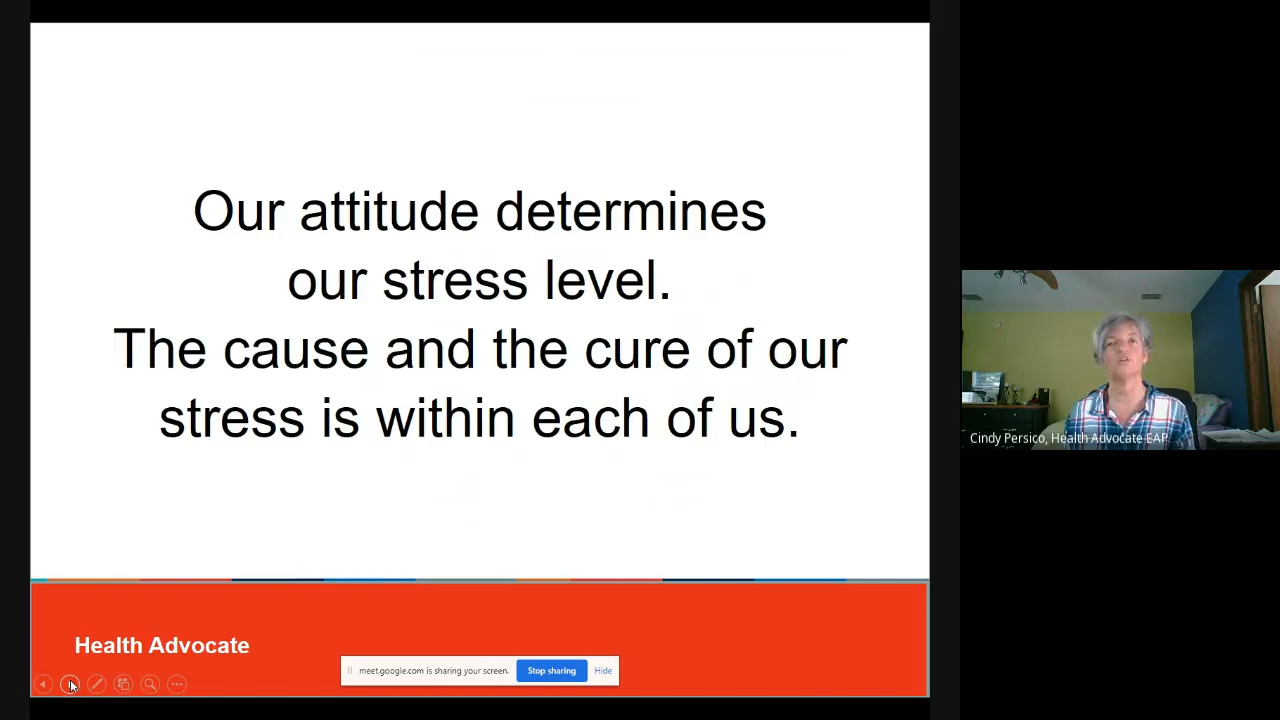 Our attitude determines
our stress level.
The cause and the cure of our
stress is within each of us.
Cindy Persico, Health Advocate EAP
Health Advocate
meet.google.com is sharing your screen.
Stop sharing
Hide